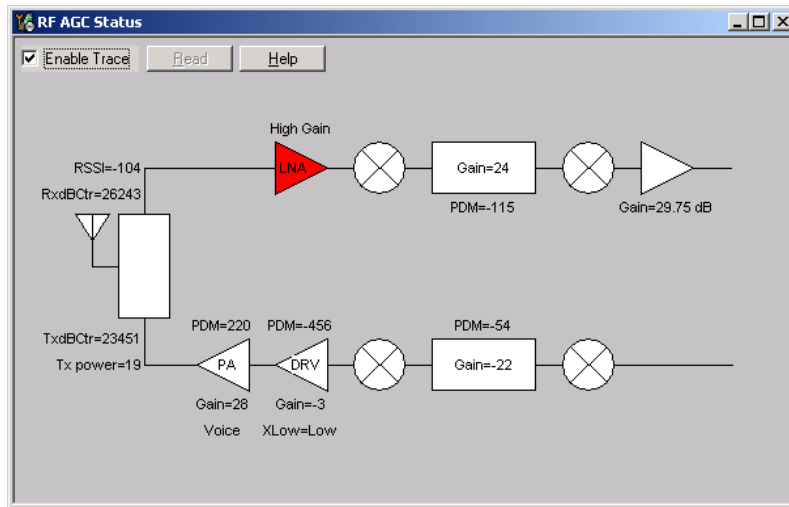 RF AGC Status
Enable Trace Read Help
High Gain
RSSI=-104
LNA
Gain=24
RxdBCtr=26243
PDM=-115
Gain=29.75 dB
PDM=220
PDM=-456
PDM=-54
TxdBCtr=23451
Tx power=19
PA
DRV
Gain=-22
Gain=28
Gain=-3
Voice
XLow=Low